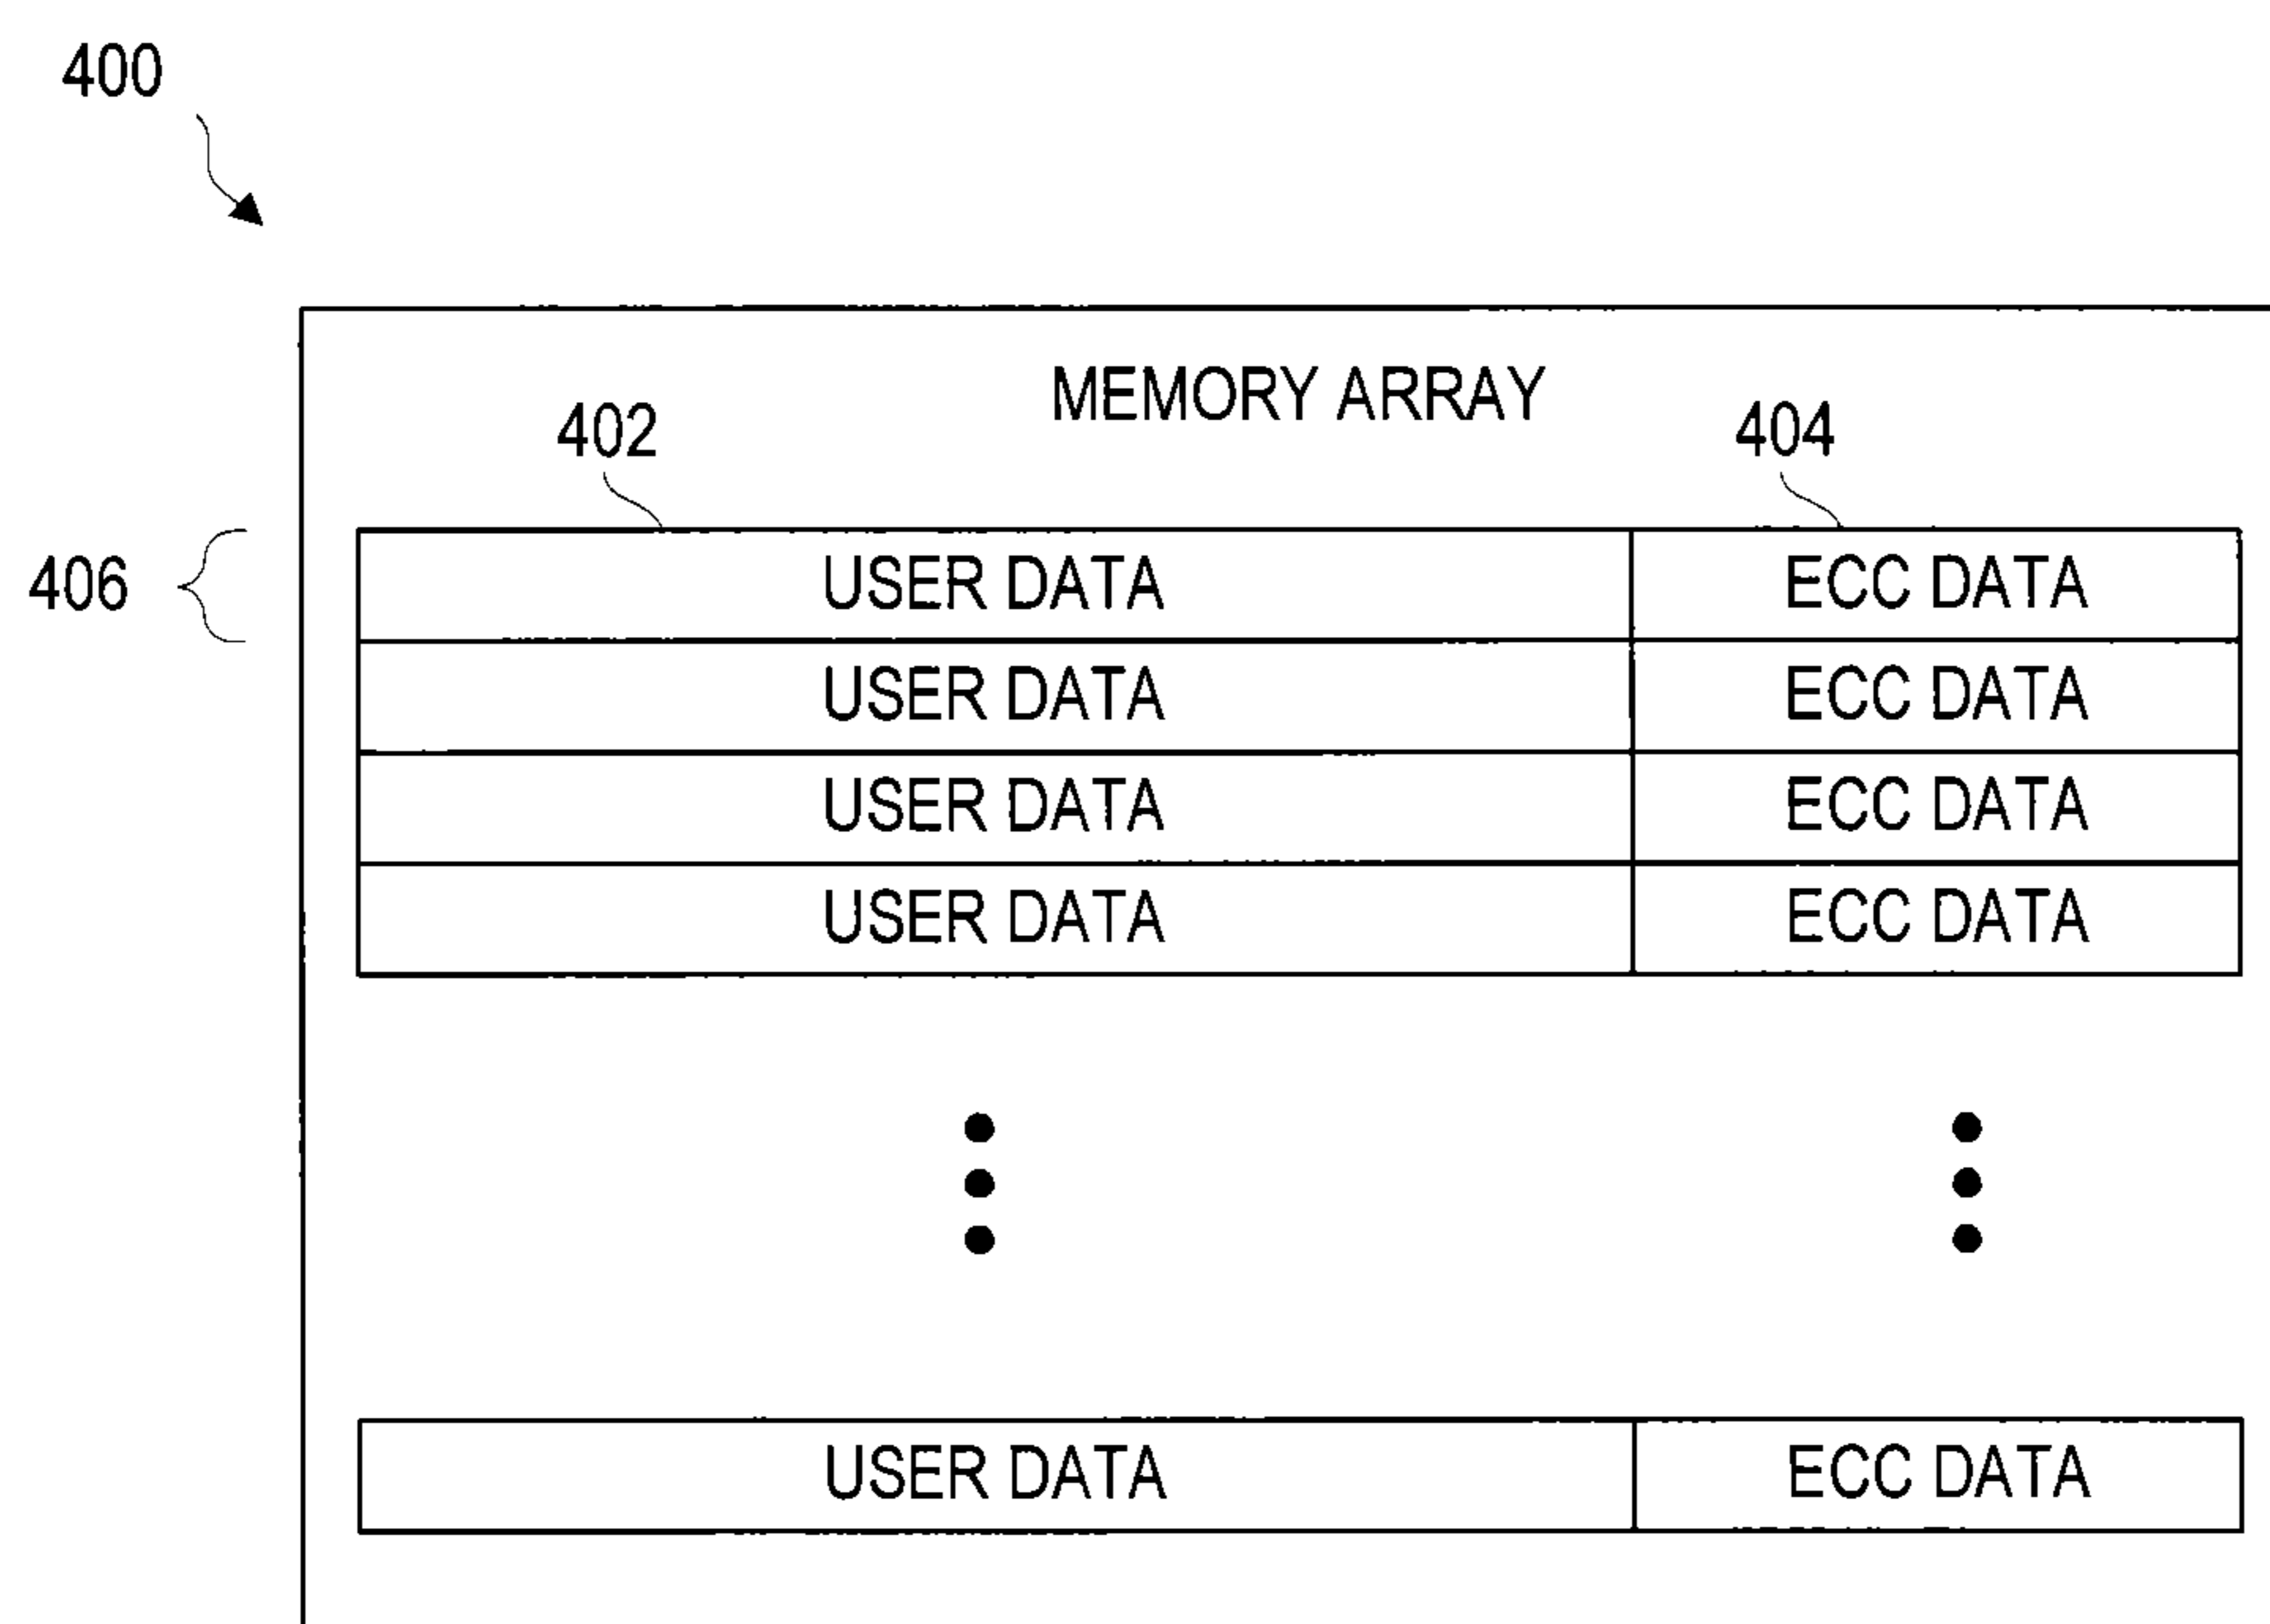 400
MEMORY ARRAY
402 404
406
USER DATA ECC DATA
USER DATA ECC DATA
USER DATA ECC DATA
USER DATA ECC DATA
USER DATA ECC DATA